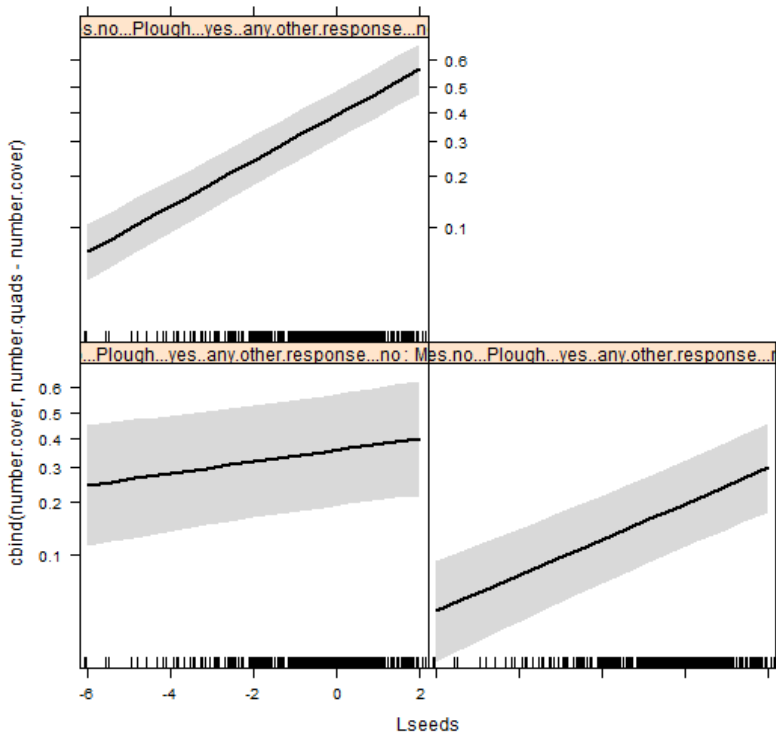 s.no...Plough...yes..any.other.response...n
0.6
0.5
0.4
0.3
0.2
0.1
...Plough...yes..any.other.response...no : Mes.no...Plough...yes..any.other.response...n
0.6
0.5
0.4
0.3
0.2
0.1
cbind(number.cover, number.quads - number.cover)
-6 -4 -2 0 2
Lseeds